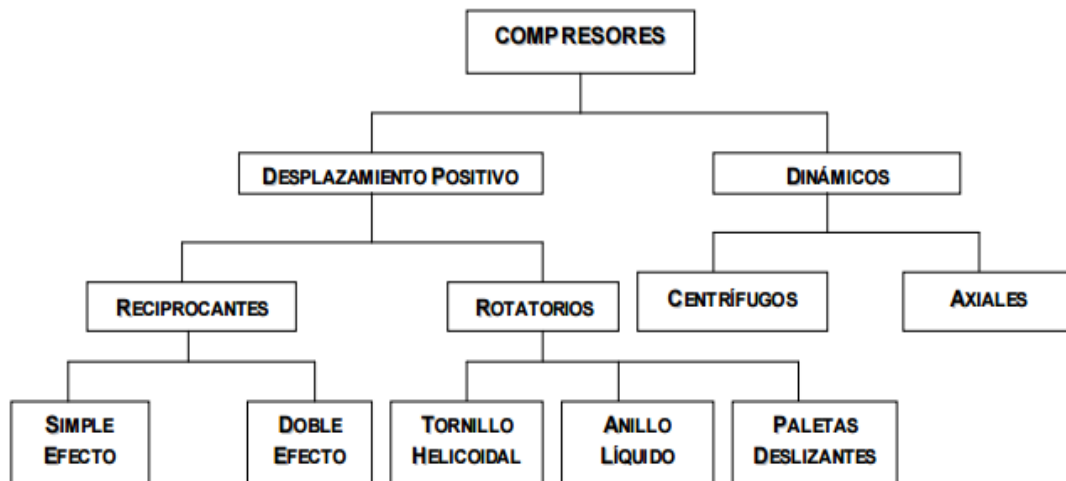 COMPRESORES
DESPLAZAMIENTO POSITIVO
DINÁMICOS
RECIPROCANTES
ROTATORIOS
CENTRÍFUGOS
AXIALES
SIMPLE
EFECTO
DOBLE
EFECTO
TORNILLO
HELICOIDAL
ANILLO
LÍQUIDO
PALETAS
DESLIZANTES